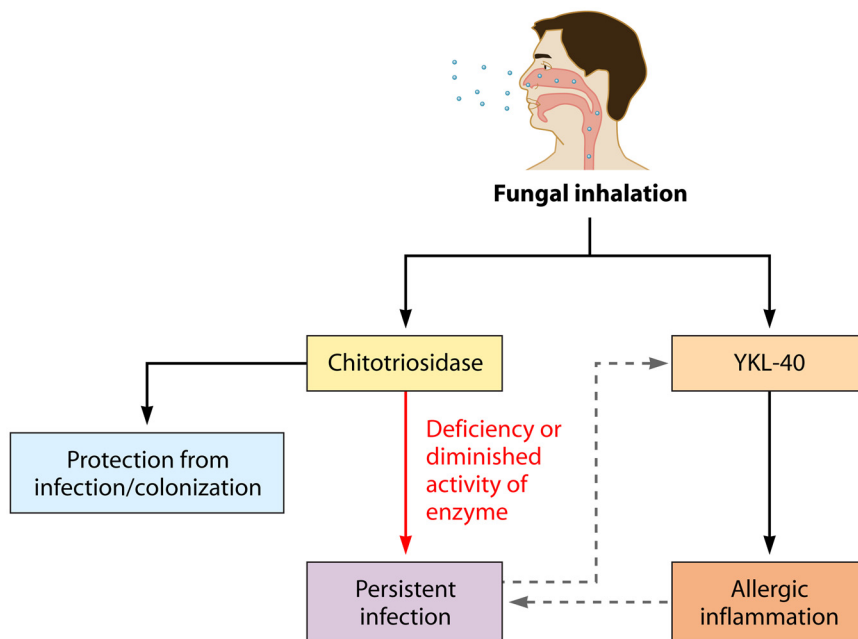 Fungal inhalation
Chitotriosidase
YKL-40
Protection from
infection/colonization
Deficiency or
diminished
activity of
enzyme
Persistent
infection
Allergic
inflammation